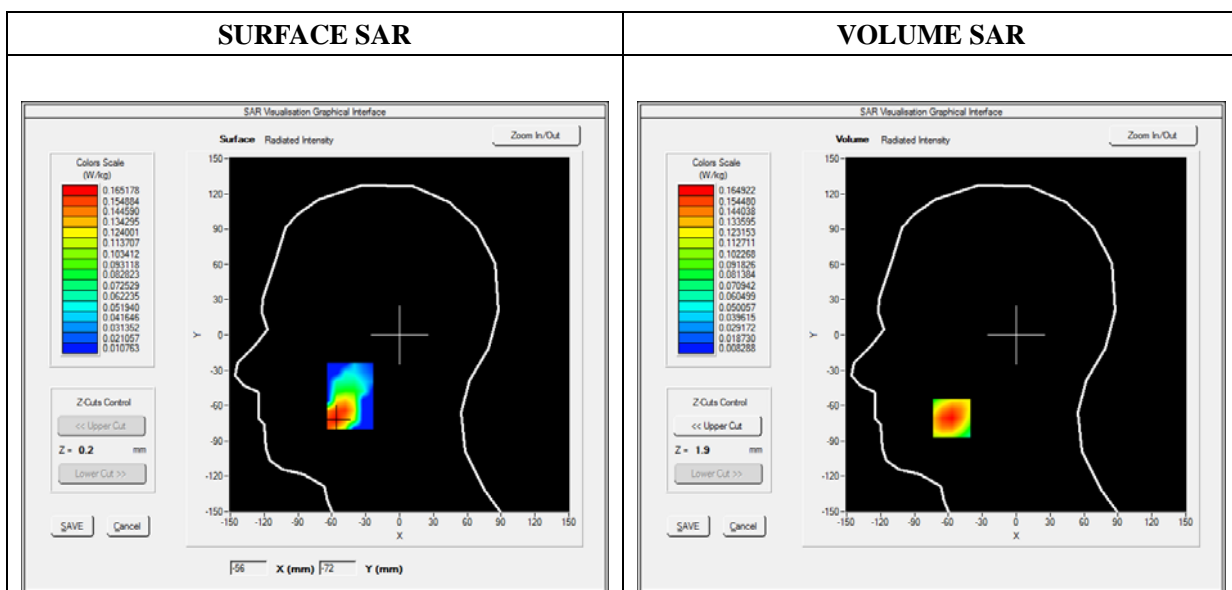 SURFACE SAR
VOLUME SAR
SAR Visualisation Graphical Interface
Surface Radiated Intensity
Zoom In/Out
Colors Scale
(W/kg)
0.165178
0.154884
0.144590
0.134295
0.124001
0.113707
0.103412
0.093118
0.082823
0.072529
0.062235
0.051940
0.041646
0.031352
0.021057
0.010763
Z-Cuts Control
<< Upper Cut
Z = 0.2 mm
Lower Cut >>
SAVE Cancel
150
120
90
60
30
0
-30
-60
-90
-120
-150
Y
-150 -120 -90 -60 -30 0 30 60 90 120 150
X
-56 X (mm) -72 Y (mm)
SAR Visualisation Graphical Interface
Volume Radiated Intensity
Zoom In/Out
Colors Scale
(W/kg)
0.164922
0.154480
0.144038
0.133595
0.123153
0.112711
0.102268
0.091826
0.081384
0.070942
0.060499
0.050057
0.039615
0.029172
0.018730
0.008288
Z-Cuts Control
<< Upper Cut
Z = 1.9 mm
Lower Cut >>
SAVE Cancel
150
120
90
60
30
0
-30
-60
-90
-120
-150
Y
-150 -120 -90 -60 -30 0 30 60 90 120 150
X